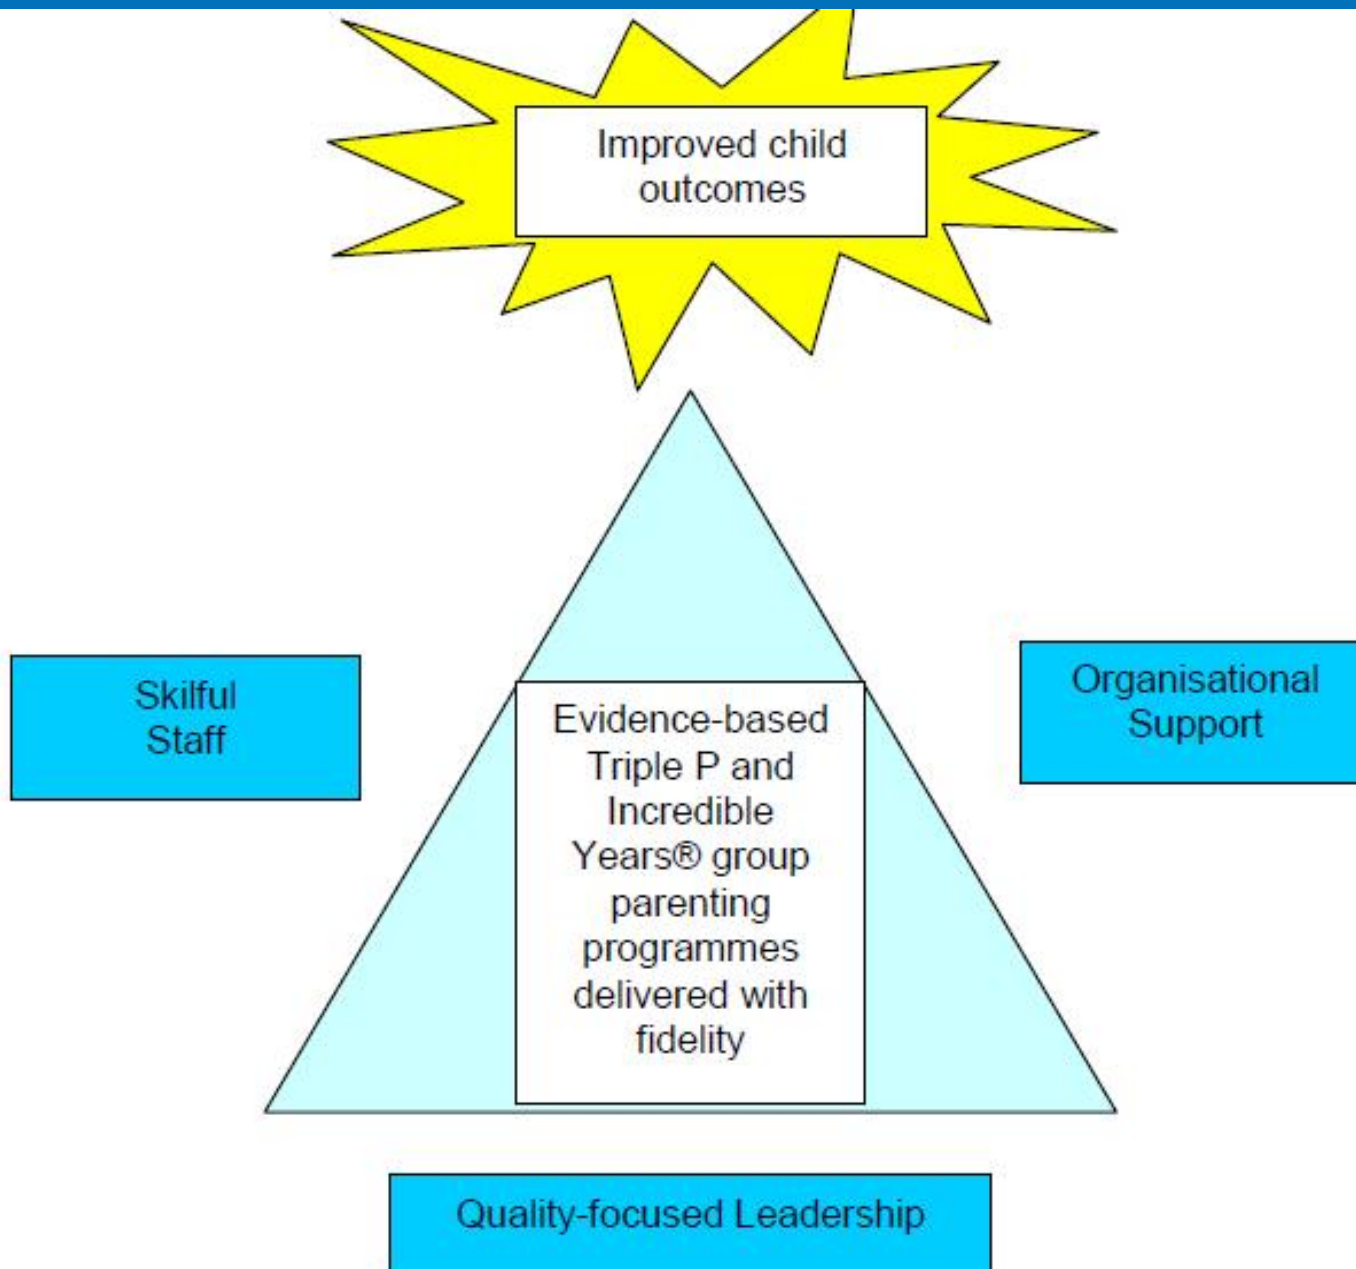 Improved child
outcomes
Skilful
Staff
Organisational
Support
Evidence-based
Triple P and
Incredible
Years® group
parenting
programmes
delivered with
fidelity
Quality-focused Leadership